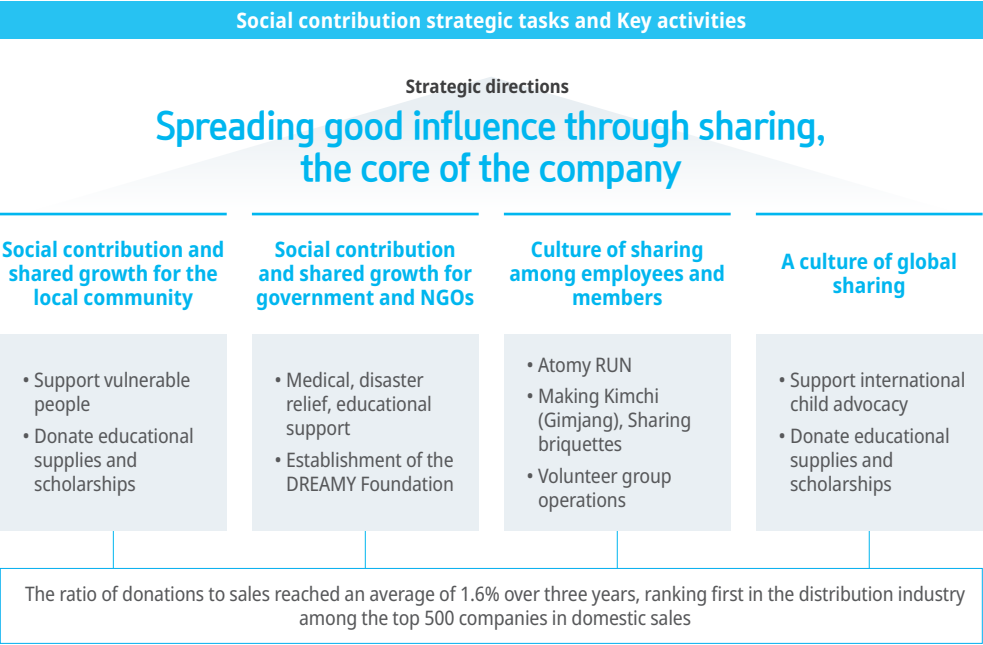 Social contribution strategic tasks and Key activities
Strategic directions
Spreading good influence through sharing,
the core of the company
Social contribution and
shared growth for the
local community
• Support vulnerable
people
• Donate educational
supplies and
scholarships
Social contribution
and shared growth for
government and NGOs
• Medical, disaster
relief, educational
support
• Establishment of the
DREAMY Foundation
Culture of sharing
among employees and
members
• Atomy RUN
• Making Kimchi
(Gimjang), Sharing
briquettes
• Volunteer group
operations
A culture of global
sharing
• Support international
child advocacy
• Donate educational
supplies and
scholarships
The ratio of donations to sales reached an average of 1.6% over three years, ranking first in the distribution industry
among the top 500 companies in domestic sales